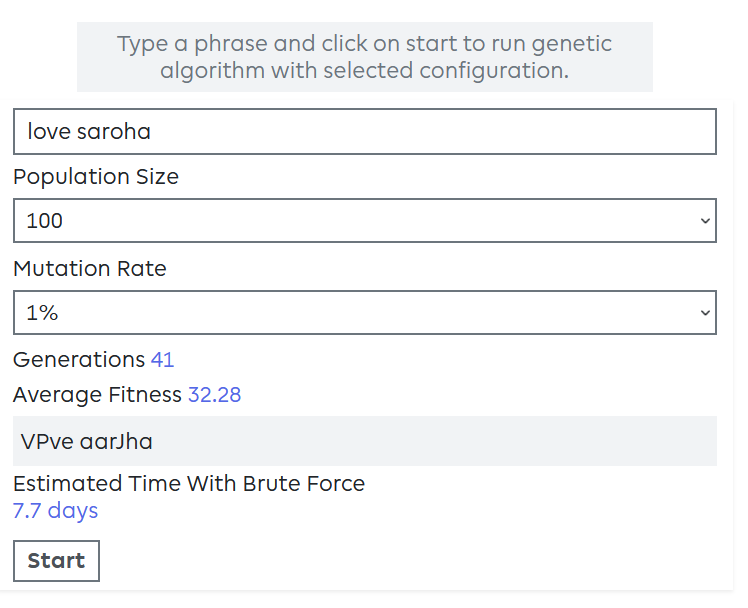 Type a phrase and click on start to run genetic
algorithm with selected configuration.
love saroha
Population Size
100
Mutation Rate
1%
Generations 41
Average Fitness 32.28
VPve aarJha
Estimated Time With Brute Force
7.7 days
Start